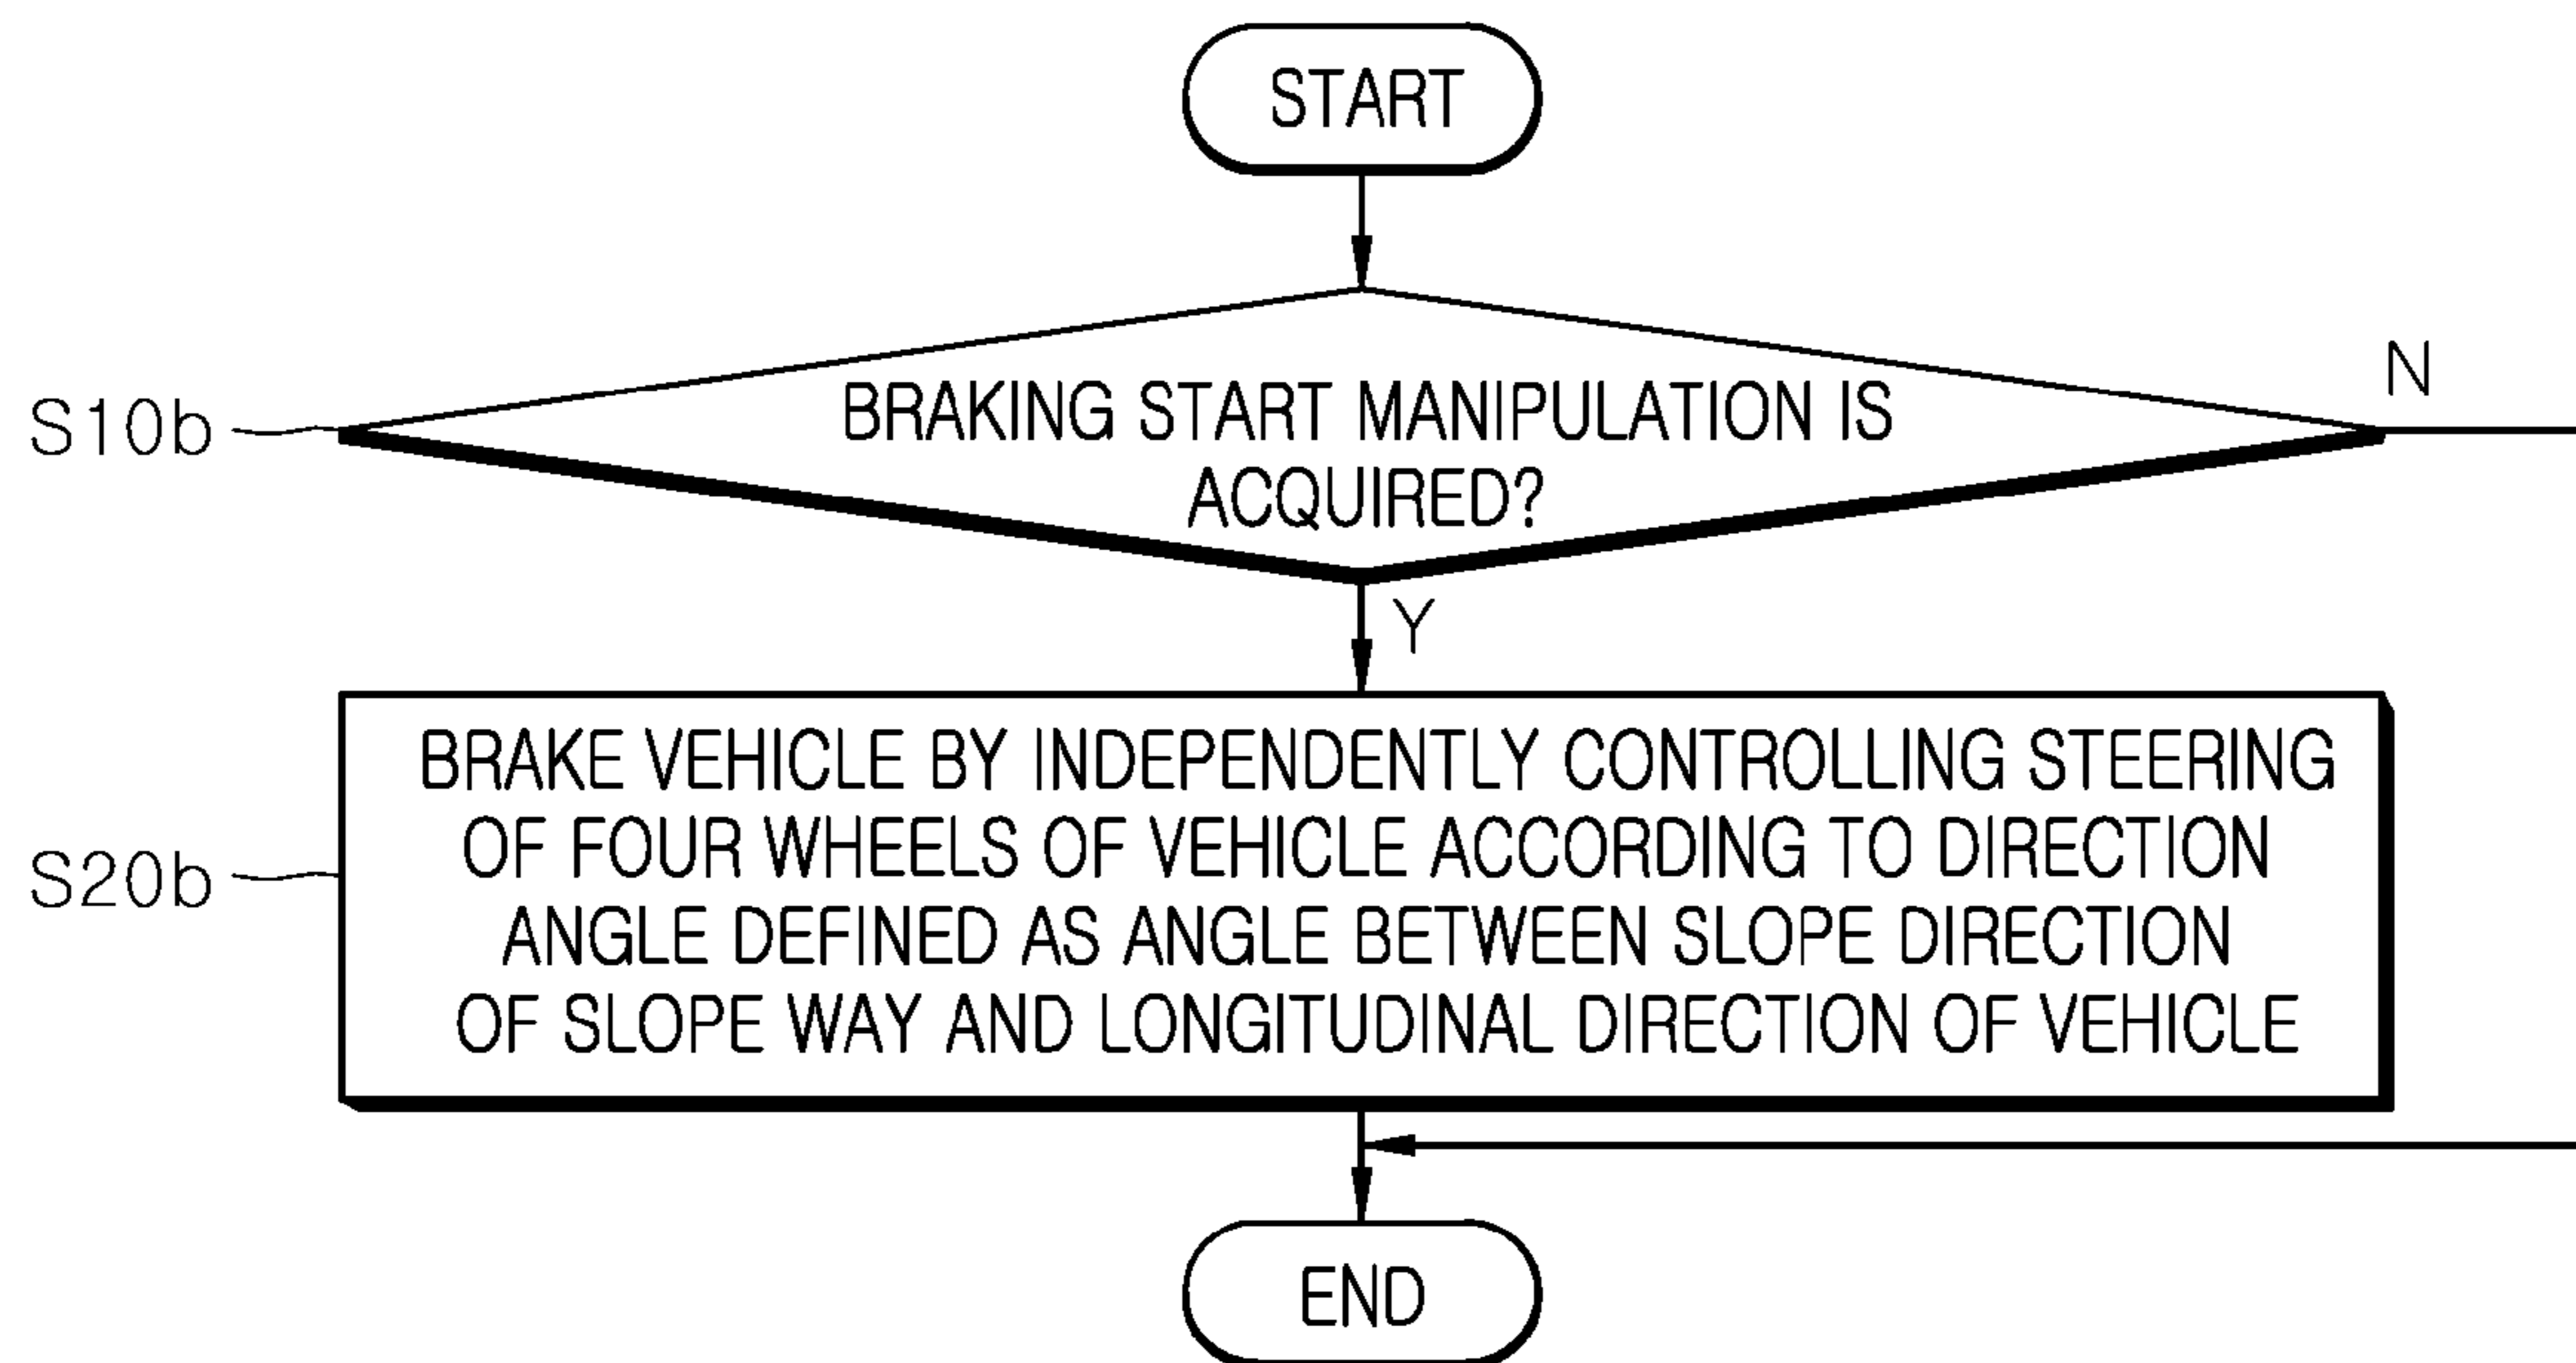 START
BRAKING START MANIPULATION IS
ACQUIRED?
N
S10b
Y
BRAKE VEHICLE BY INDEPENDENTLY CONTROLLING STEERING
OF FOUR WHEELS OF VEHICLE ACCORDING TO DIRECTION
ANGLE DEFINED AS ANGLE BETWEEN SLOPE DIRECTION
OF SLOPE WAY AND LONGITUDINAL DIRECTION OF VEHICLE
S20b
END